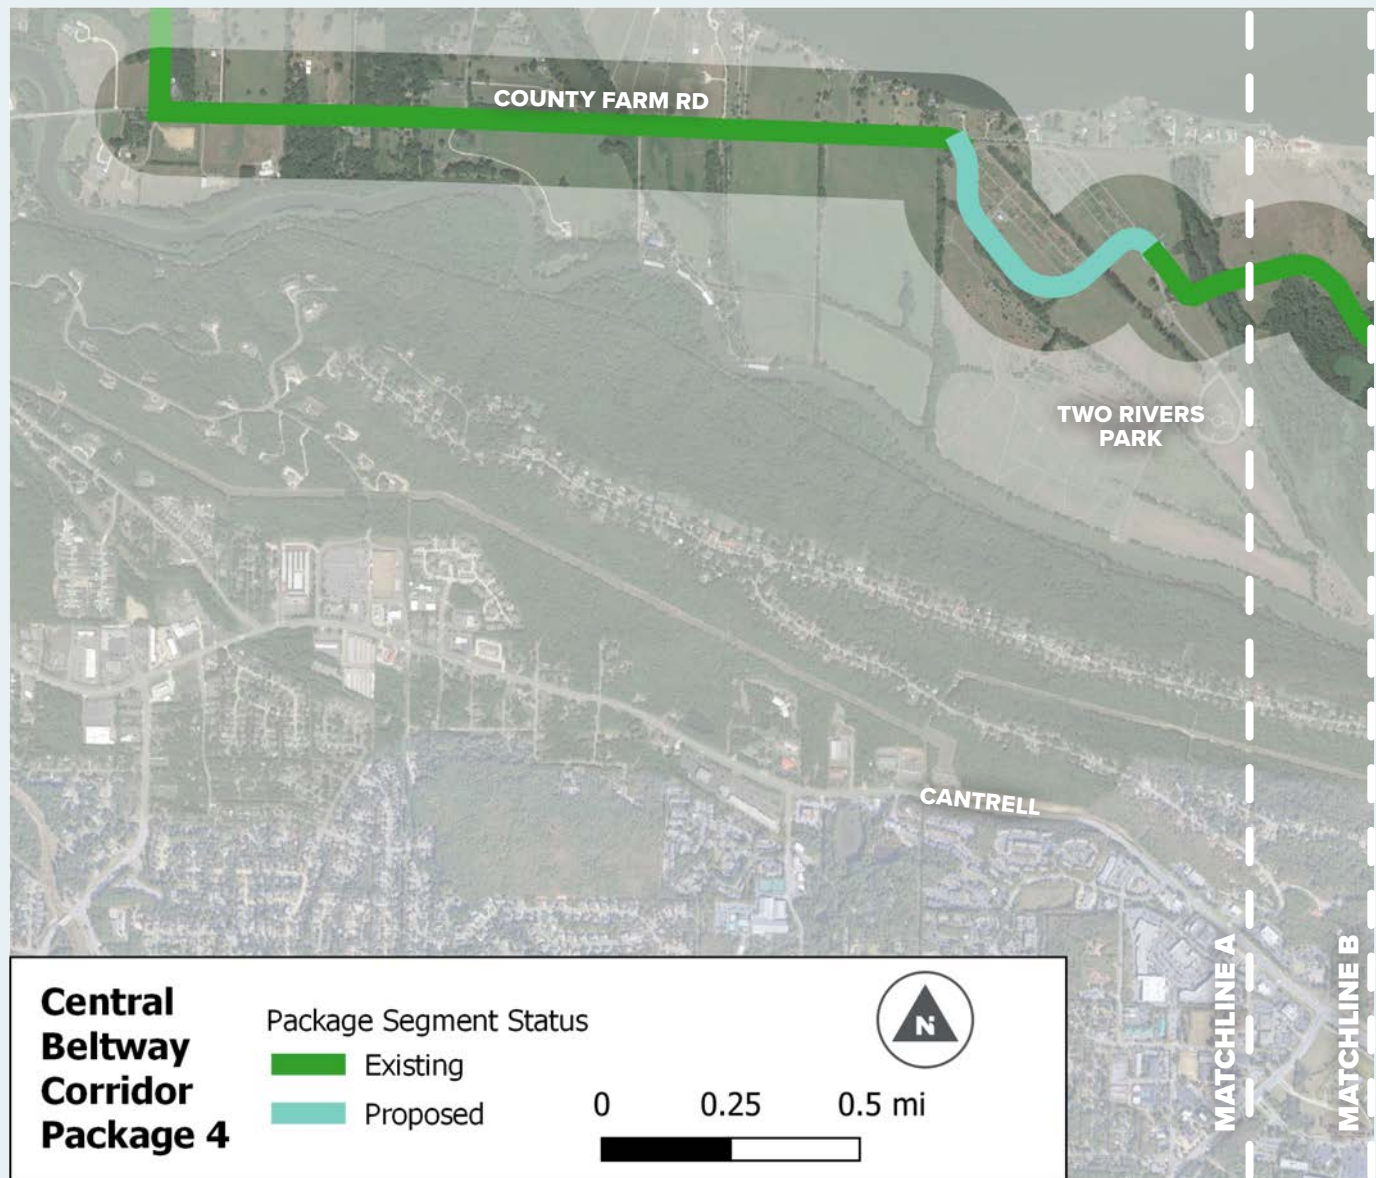 COUNTY FARM RD
TWO RIVERS
PARK
CANTRELL
MATCHLINE A
MATCHLINE B
Central
Beltway
Corridor
Package 4
Package Segment Status
Existing
Proposed
N
0 0.25 0.5 mi